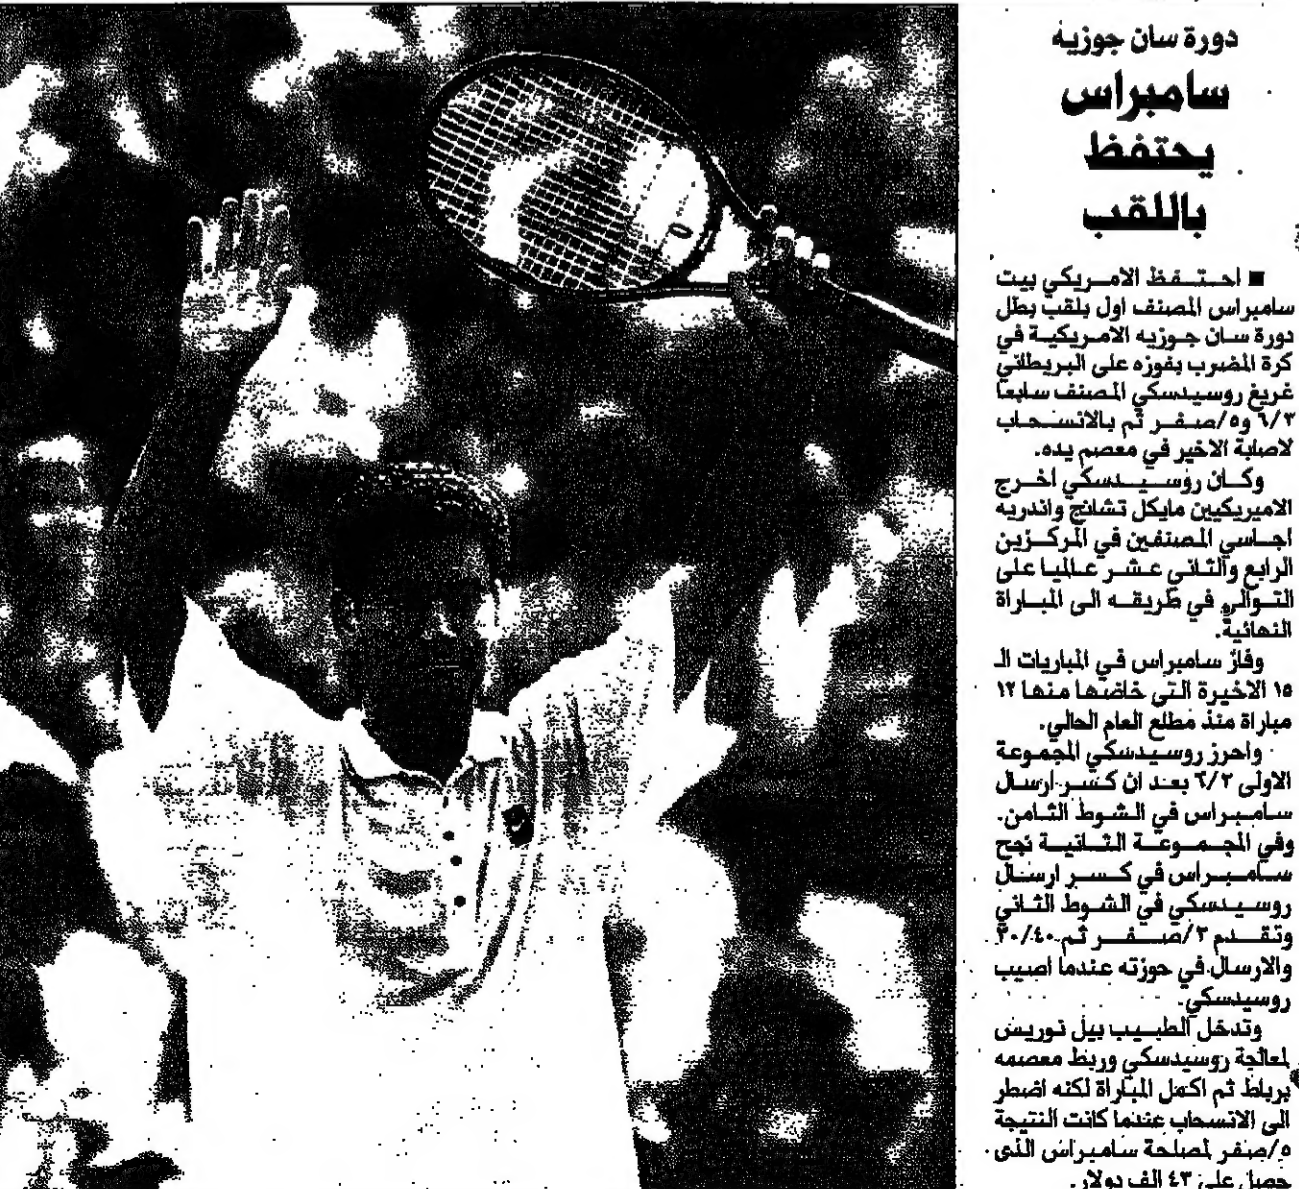 دورة سان جوزيه
سامبراس
يحتفظ
باللقب
■ احتفظ الامريكي بيت
سامبراس المصنف اول بلقب بطل
دورة سان جوزيه الامريكية في
كرة المضرب بفوزه على البريطاني
غريغ روسيدسكي المصنف سابعا
٦/٣ و٥/صفر ثم بالانسحاب
لاصابة الاخير في معصم يده.
وكان روسيدسكي اخرج
الاميريكيين مايكل تشانج واندريه
اجاسي المصنفين في المركزين
الرابع والثاني عشر عالميا على
التوالي في طريقه الى المباراة
النهائية.
وفاز سامبراس في المباريات الـ
١٥ الاخيرة التي خاضها منها ١٢
مباراة منذ مطلع العام الحالي.
واحرز روسيدسكي المجموعة
الاولى ٦/٣ بعد ان كسر ارسال
سامبراس في الشوط الثامن.
وفي المجموعة الثانية نجح
سامبراس في كسر ارسال
روسيدسكي في الشوط الثاني
وتقدم ٣/صفر ثم ٣٠/٤٠
والارسال في حوزته عندما اصيب
روسيدسكي.
وتدخل الطبيب بيل نوريس
لمعالجة روسيدسكي وربط معصمه
برباط ثم اكمل المباراة لكنه اضطر
الى الانسحاب عندما كانت النتيجة
٥/صفر لمصلحة سامبراس الذي
حصل على ٤٣ الف دولار.